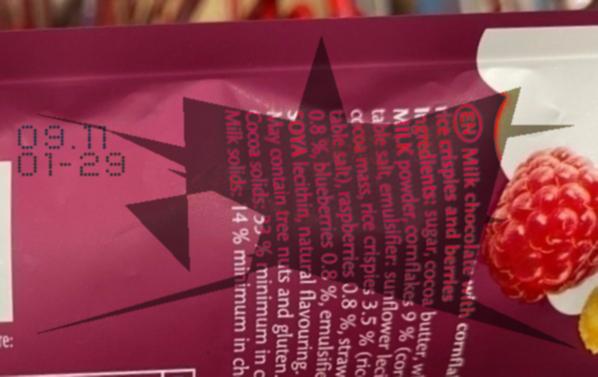 09.11
01-29
(EN) Milk chocolate with cornfla
rice crispies and berries
Ingredients: sugar, cocoa butter, w
MILK powder, cornflakes 9 % (cor
table salt, emulsifier: sunflower leci
cocoa mass, rice crispies 3.5 % (ric
table salt), raspberries 0.8 %, straw
0.8 %, blueberries 0.8 %, emulsifie
SOYA lecithin, natural flavouring.
May contain tree nuts and gluten.
Cocoa solids: 33 % minimum in c
Milk solids: 14 % minimum in ch
re: